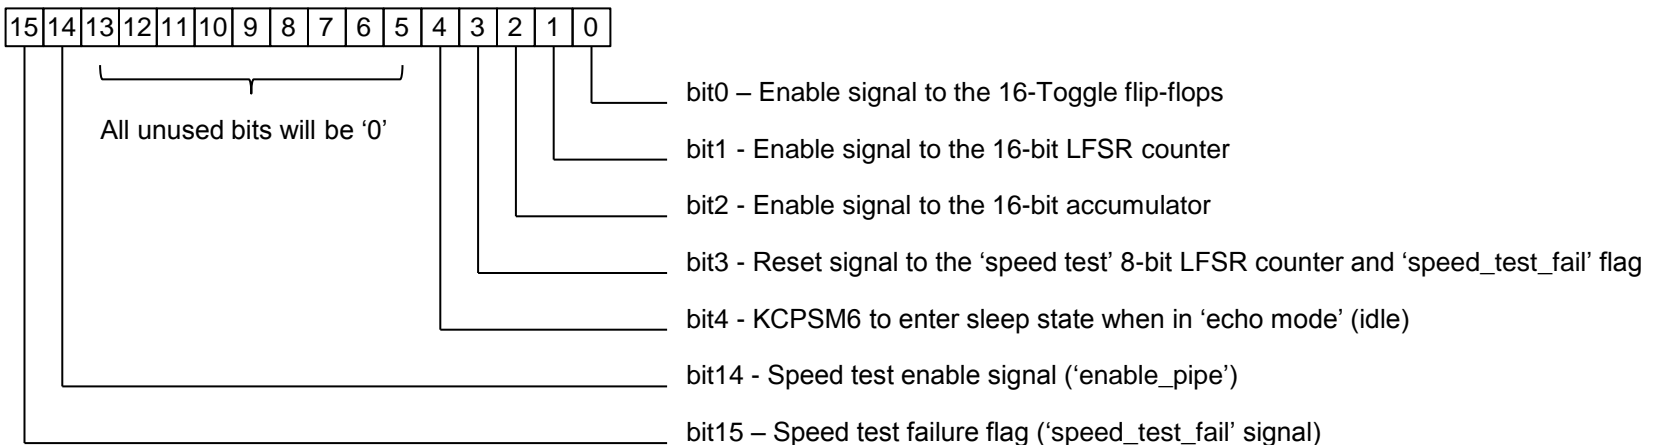 15 14 13 12 11 10 9 8 7 6 5 4 3 2 1 0
bit0 – Enable signal to the 16-Toggle flip-flops
All unused bits will be ‘0’
bit1 - Enable signal to the 16-bit LFSR counter
bit2 - Enable signal to the 16-bit accumulator
bit3 - Reset signal to the ‘speed test’ 8-bit LFSR counter and ‘speed_test_fail’ flag
bit4 - KCPSM6 to enter sleep state when in ‘echo mode’ (idle)
bit14 - Speed test enable signal (‘enable_pipe’)
bit15 – Speed test failure flag (‘speed_test_fail’ signal)